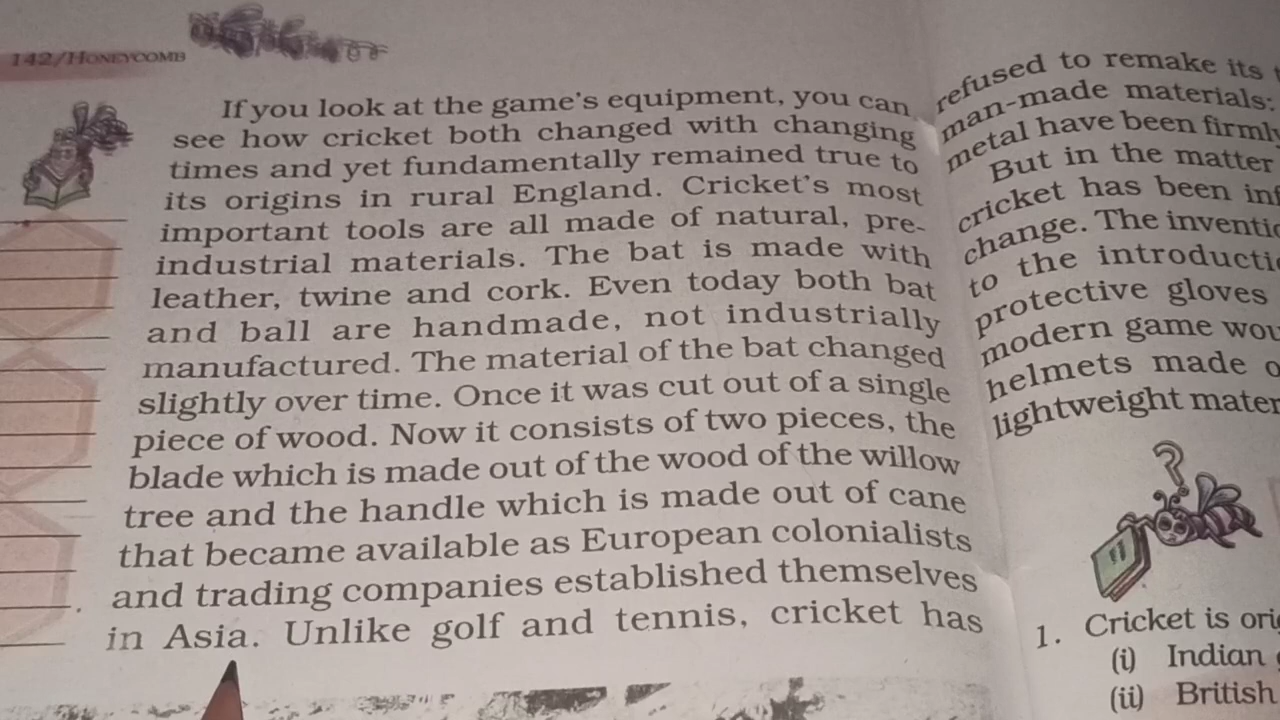 142/HONEYCOMB
If you look at the game's equipment, you can
see how cricket both changed with changing
times and yet fundamentally remained true to
its origins in rural England. Cricket's most
important tools are all made of natural, pre-
industrial materials. The bat is made with
leather, twine and cork. Even today both bat
and ball are handmade, not industrially
manufactured. The material of the bat changed
slightly over time. Once it was cut out of a single
piece of wood. Now it consists of two pieces, the
blade which is made out of the wood of the willow
tree and the handle which is made out of cane
that became available as European colonialists
and trading companies established themselves
in Asia. Unlike golf and tennis, cricket has
refused to remake its
man-made materials:
metal have been firmly
But in the matter
cricket has been
change. The
to the
protective gloves
modern game
helmets made
lightweight
?
1. Cricket is
(i) Indian
(ii) British